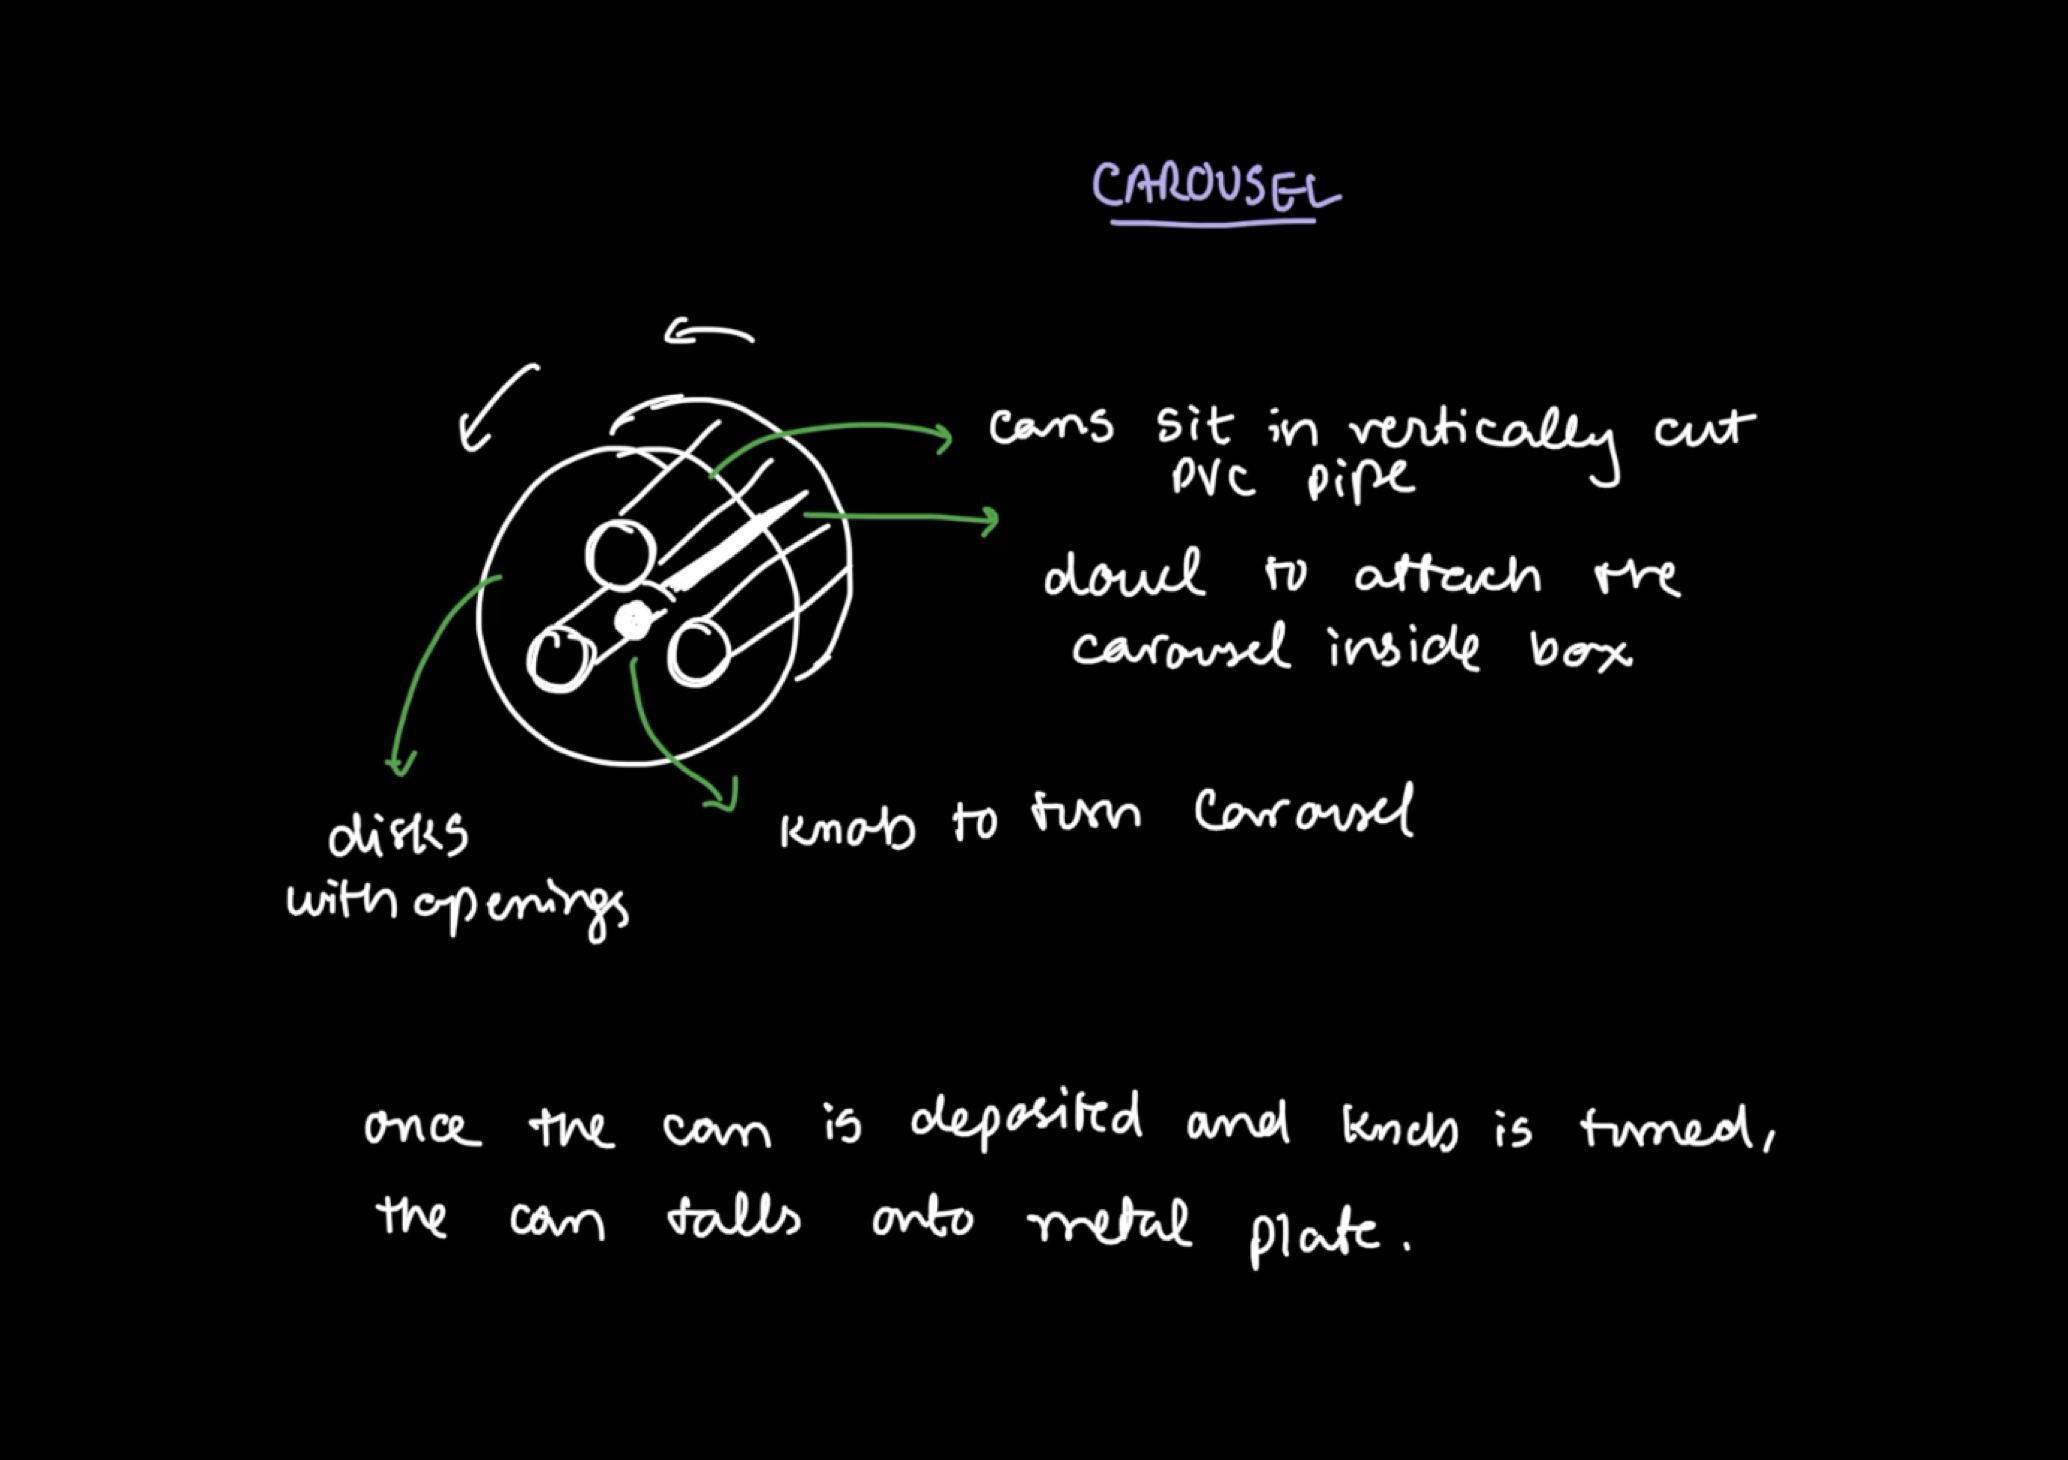 CAROUSEL
cans sit in vertically cut
PVC pipe
dowel to attach the
carousel inside box
disks
with openings
knob to turn Carousel
once the can is deposited and knob is turned,
the can falls onto metal plate.